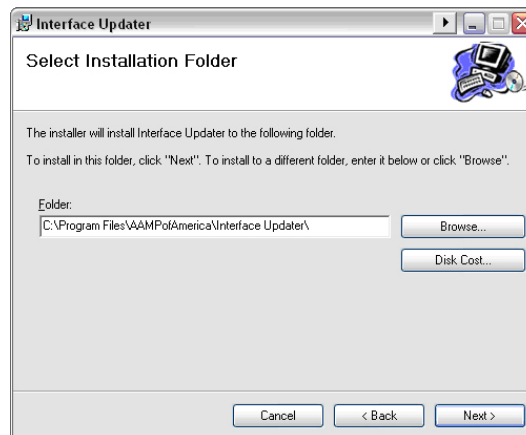 Interface Updater
Select Installation Folder
The installer will install Interface Updater to the following folder.
To install in this folder, click "Next". To install to a different folder, enter it below or click "Browse".
Folder:
C:\Program Files\AAMPofAmerica\Interface Updater\
Browse...
Disk Cost...
Cancel
< Back
Next >